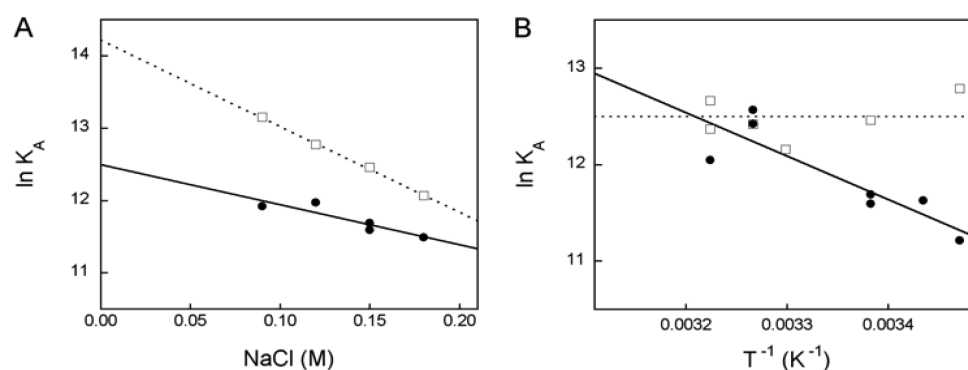 A
14
13
12
11
ln K_A
0.00 0.05 0.10 0.15 0.20
NaCl (M)
B
13
12
11
ln K_A
0.0032 0.0033 0.0034
T⁻¹ (K⁻¹)